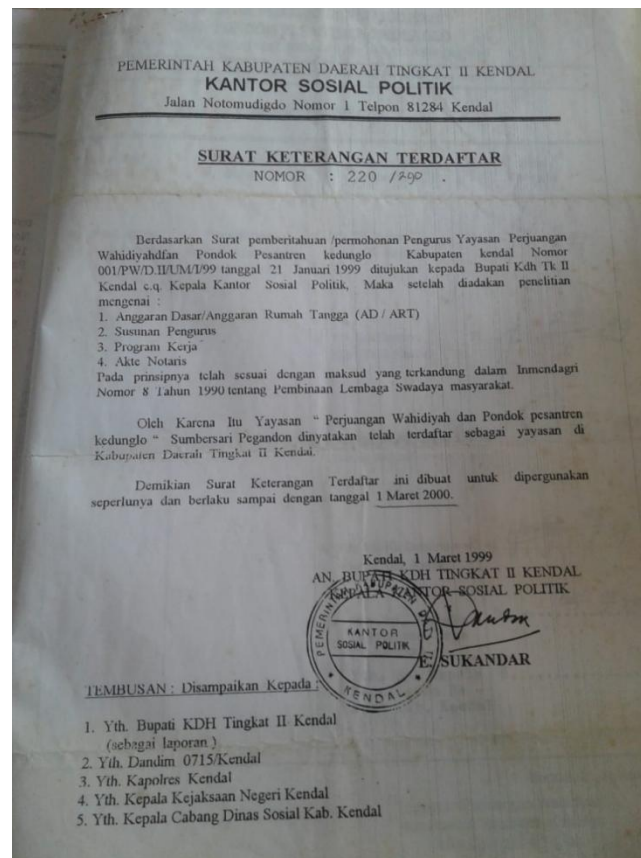 PEMERINTAH KABUPATEN DAERAH TINGKAT II KENDAL
KANTOR SOSIAL POLITIK
Jalan Notomudigdo Nomor 1 Telpon 81284 Kendal
SURAT KETERANGAN TERDAFTAR
NOMOR : 220 /290 .
Berdasarkan Surat pemberitahuan /permohonan Pengurus Yayasan Perjuangan
Wahidiyahdfan Pondok Pesantren kedunglo Kabupaten kendal Nomor
001/PW/D.II/UM/I/99 tanggal 21 Januari 1999 ditujukan kepada Bupati Kdh Tk II
Kendal c.q. Kepala Kantor Sosial Politik, Maka setelah diadakan penelitian
mengenai :
1. Anggaran Dasar/Anggaran Rumah Tangga (AD / ART)
2. Susunan Pengurus
3. Program Kerja
4. Akte Notaris
Pada prinsipnya telah sesuai dengan maksud yang terkandung dalam Inmendagri
Nomor 8 Tahun 1990 tentang Pembinaan Lembaga Swadaya masyarakat.
Oleh Karena Itu Yayasan " Perjuangan Wahidiyah dan Pondok pesantren
kedunglo " Sumbersari Pegandon dinyatakan telah terdaftar sebagai yayasan di
Kabupaten Daerah Tingkat II Kendal.
Demikian Surat Keterangan Terdaftar ini dibuat untuk dipergunakan
seperlunya dan berlaku sampai dengan tanggal 1 Maret 2000.
Kendal, 1 Maret 1999
AN. BUPATI KDH TINGKAT II KENDAL
KEPALA KANTOR SOSIAL POLITIK
PEMERINTAH KABUPATEN
KANTOR
SOSIAL POLITIK
KENDAL
E. SUKANDAR
TEMBUSAN : Disampaikan Kepada :
1. Yth. Bupati KDH Tingkat II Kendal
(sebagai laporan )
2. Yth. Dandim 0715/Kendal
3. Yth. Kapolres Kendal
4. Yth. Kepala Kejaksaan Negeri Kendal
5. Yth. Kepala Cabang Dinas Sosial Kab. Kendal